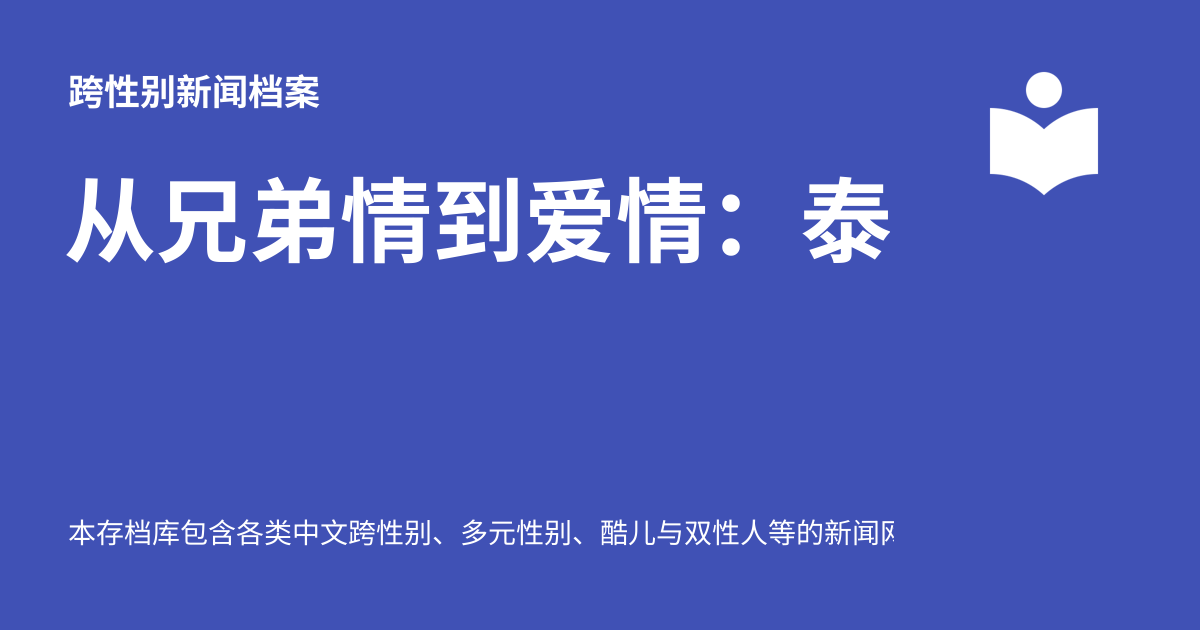 跨性别新闻档案
从兄弟情到爱情：泰
本存档库包含各类中文跨性别、多元性别、酷儿与双性人等的新闻网